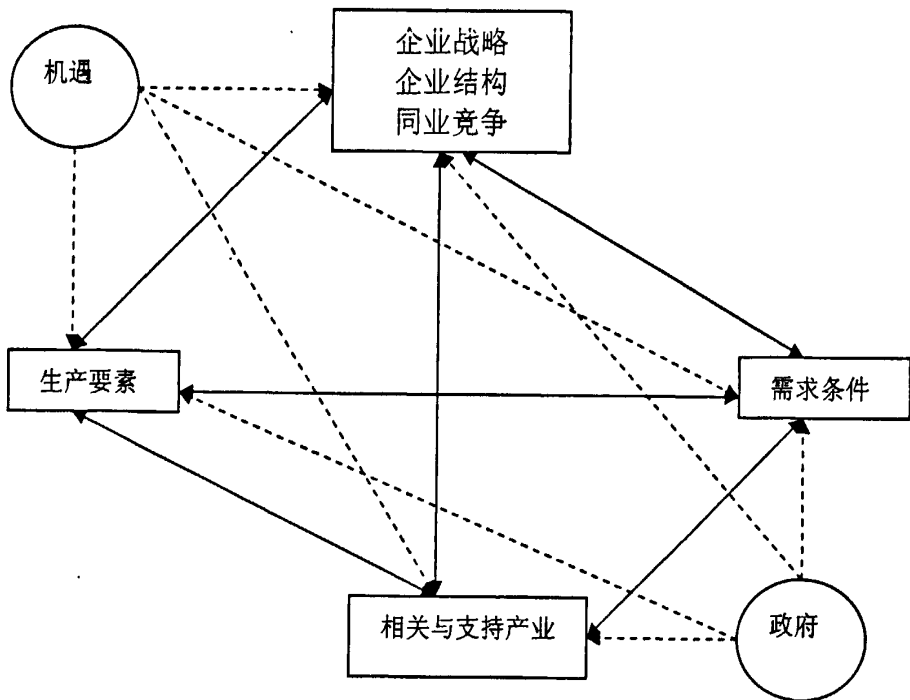 机遇
企业战略
企业结构
同业竞争
生产要素
需求条件
相关与支持产业
政府